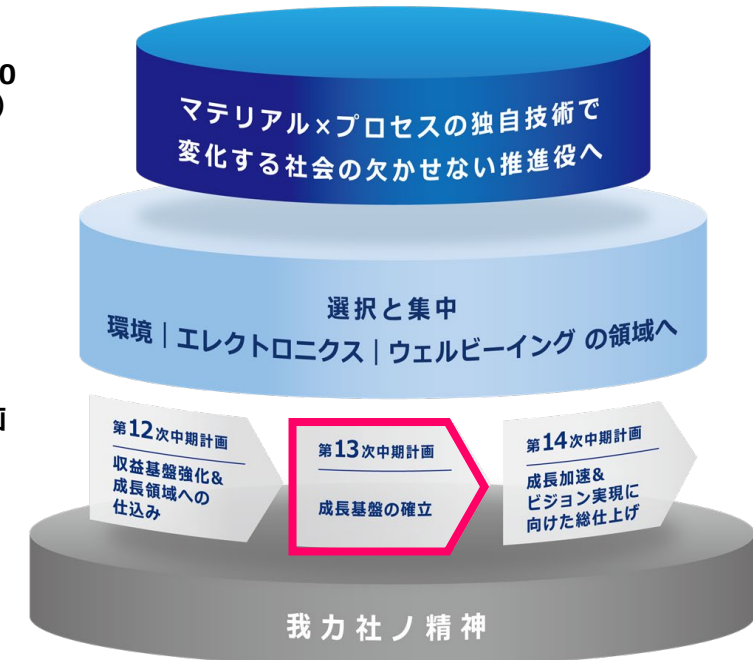 0
)
マテリアル×プロセスの独自技術で
変化する社会の欠かせない推進役へ
選択と集中
環境｜エレクトロニクス｜ウェルビーイング の領域へ
画
第12次中期計画
収益基盤強化&
成長領域への
仕込み
第13次中期計画
成長基盤の確立
第14次中期計画
成長加速&
ビジョン実現に
向けた総仕上げ
我力社ノ精神